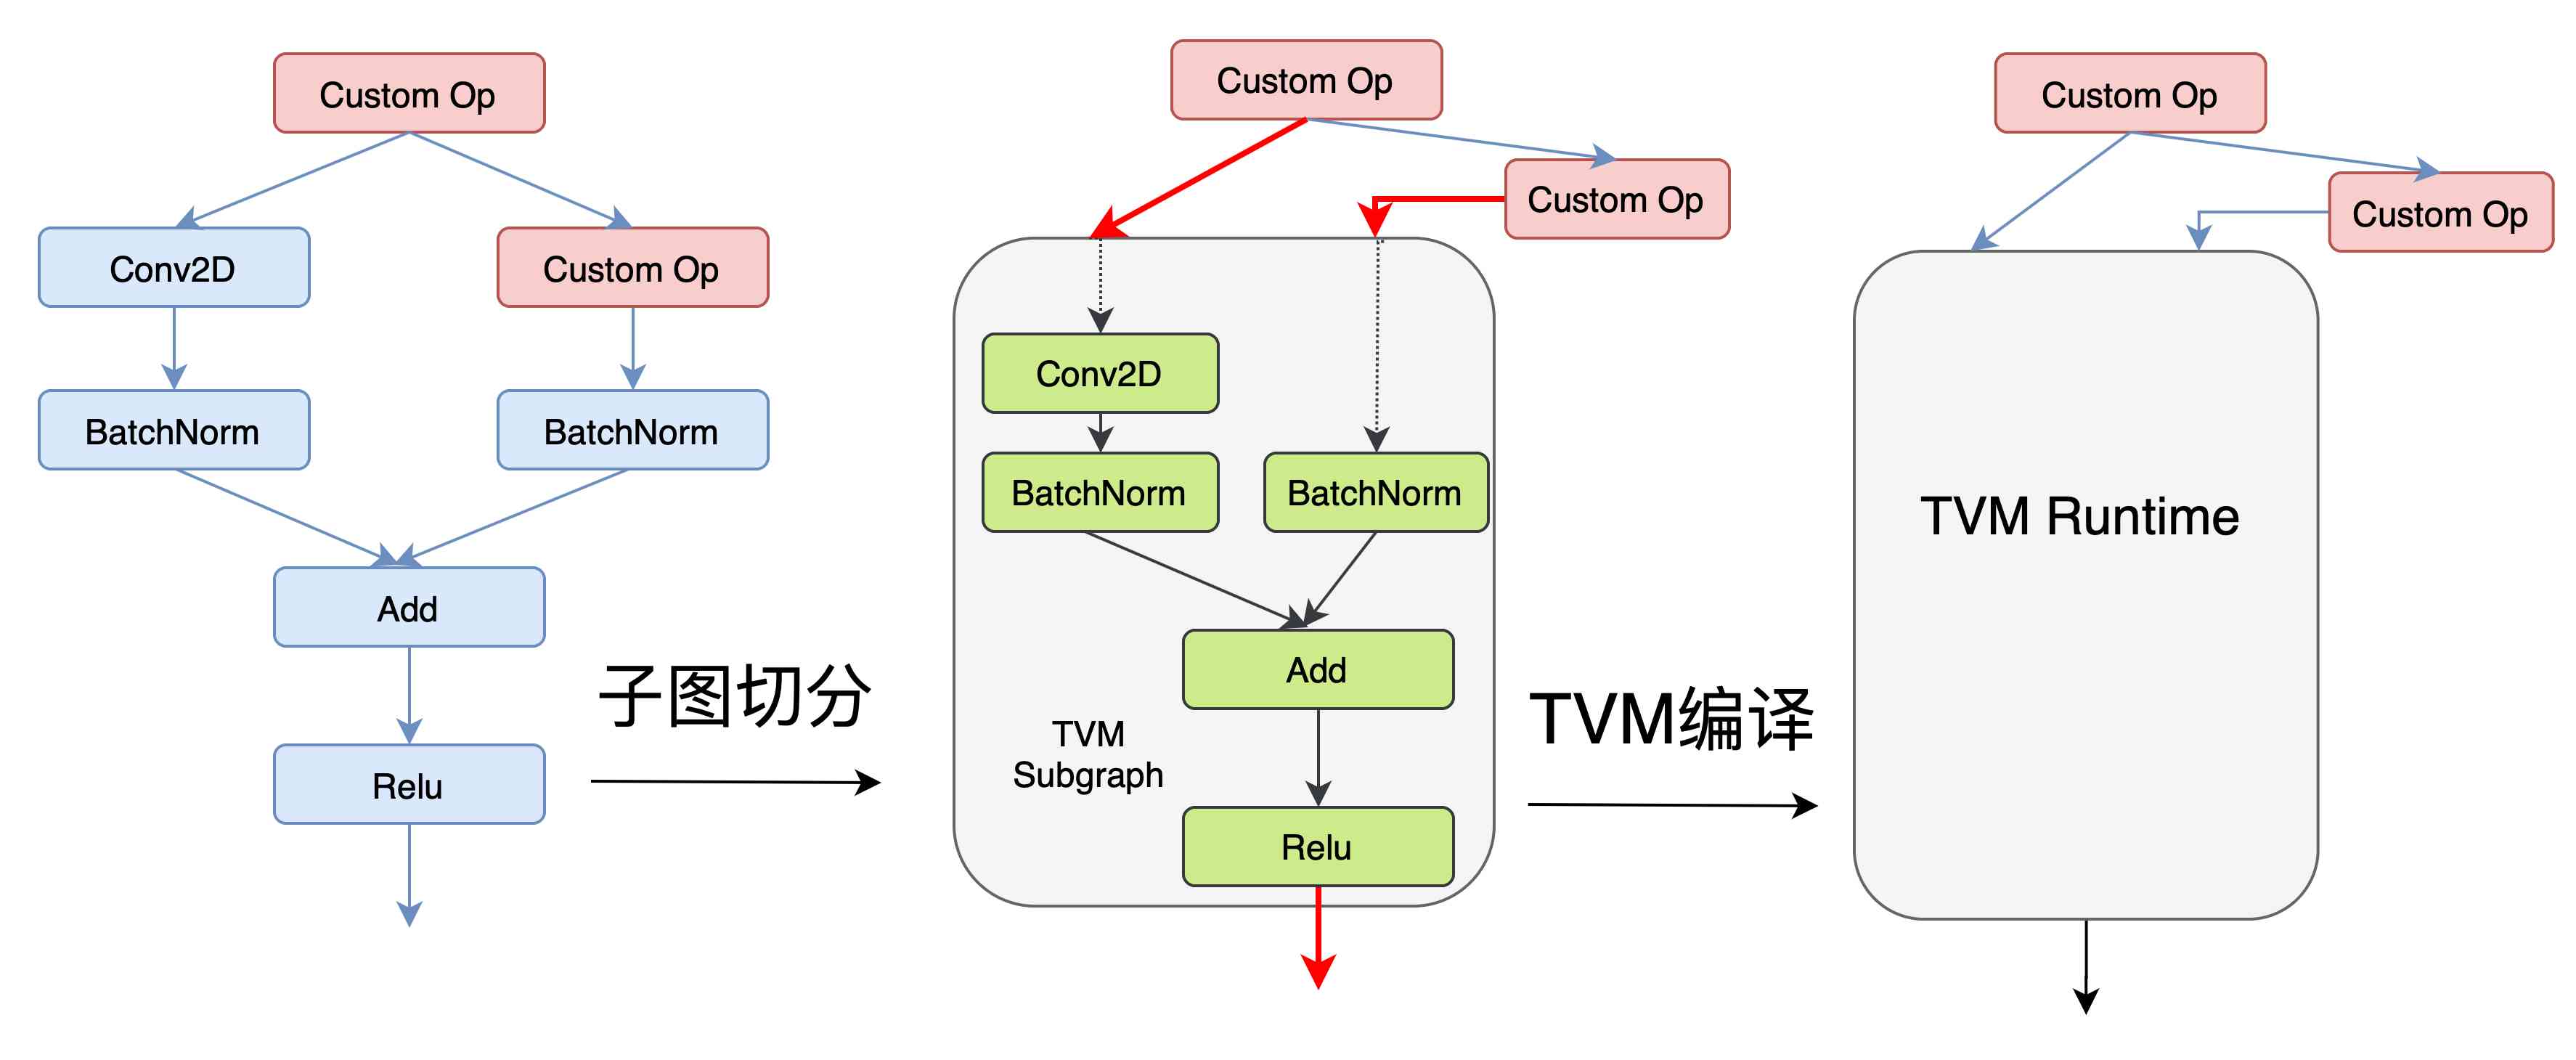 Custom Op
Conv2D
Custom Op
BatchNorm
BatchNorm
Add
Relu
子图切分
Custom Op
Custom Op
Conv2D
BatchNorm
BatchNorm
Add
TVM
Subgraph
Relu
TVM编译
Custom Op
Custom Op
TVM Runtime